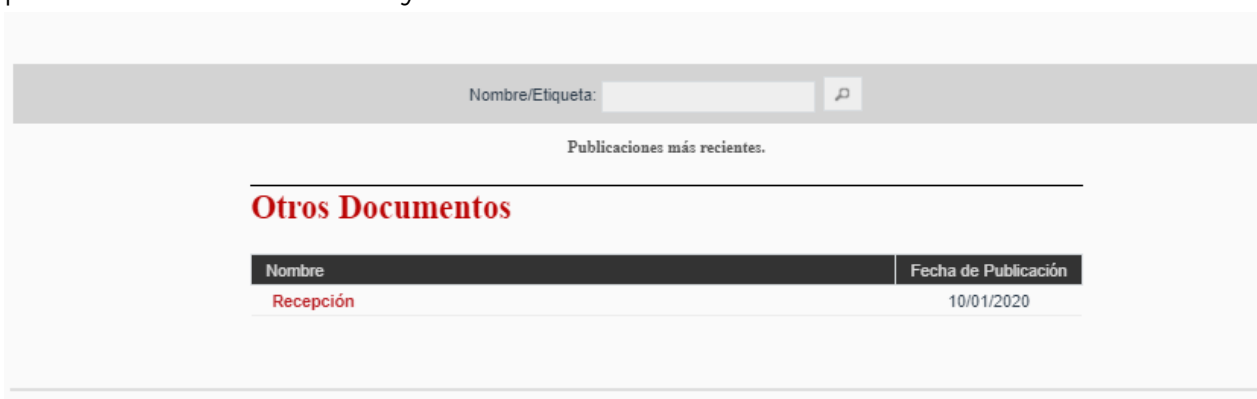 Nombre/Etiqueta:
Publicaciones más recientes.
Otros Documentos
Nombre Fecha de Publicación
Recepción 10/01/2020